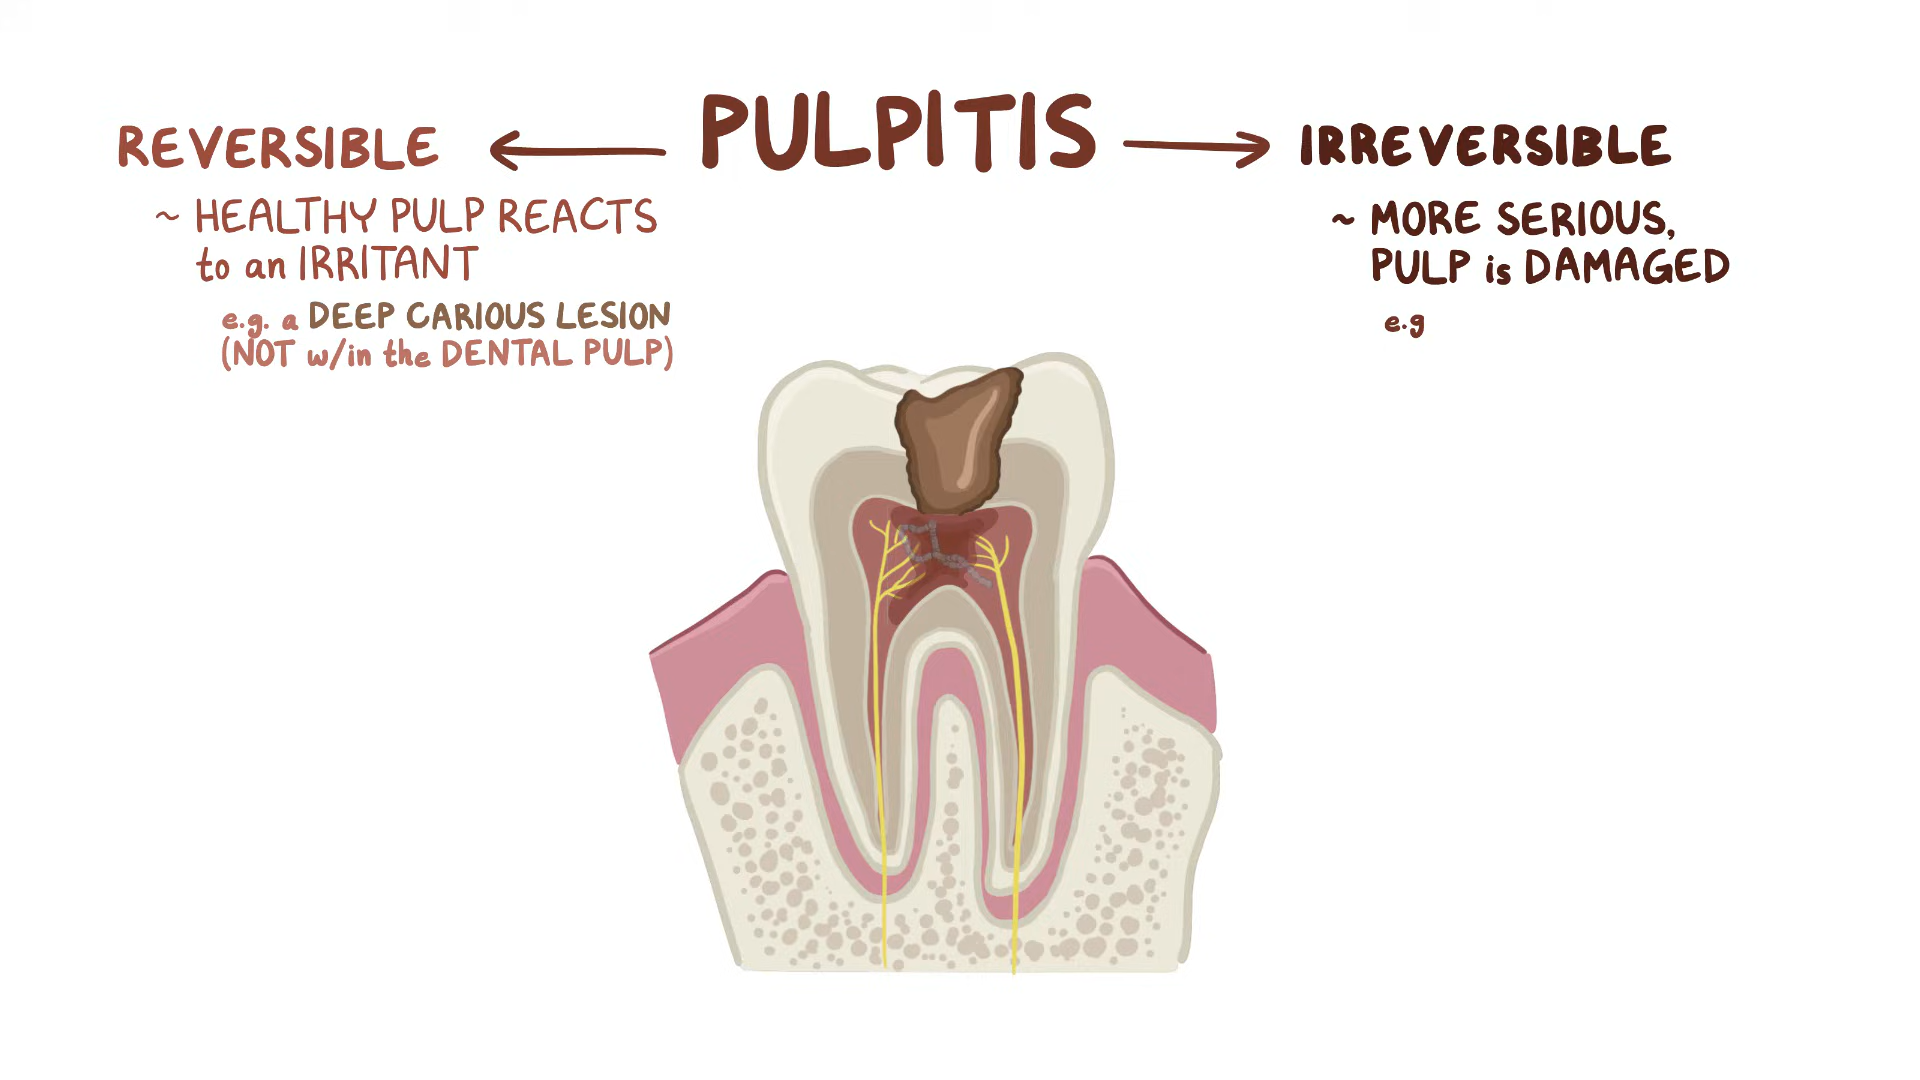 PULPITIS
REVERSIBLE
~ HEALTHY PULP REACTS
to an IRRITANT
e.g. a DEEP CARIOUS LESION
(NOT w/in the DENTAL PULP)
IRREVERSIBLE
~ MORE SERIOUS,
PULP is DAMAGED
e.g